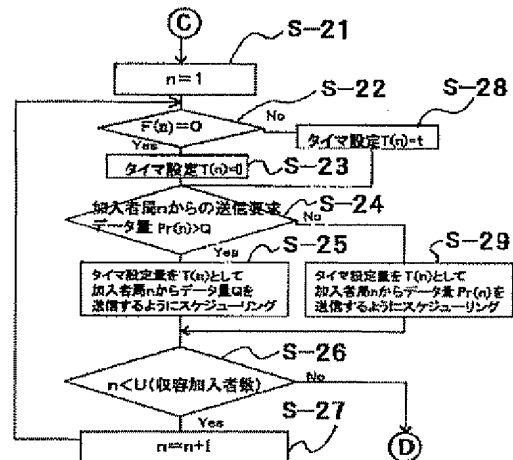 C
S-21
n=1
S-22
F(n)=0
No
S-28
タイマ設定T(n)=t
Yes
S-23
タイマ設定T(n)=0
S-24
加入者局nからの送信要求
データ量 Pr(n)>Q
No
Yes
S-25
S-29
タイマ設定量をT(n)として
加入者局nからデータ量Qを
送信するようにスケジューリング
タイマ設定量をT(n)として
加入者局nからデータ量 Pr(n)を
送信するようにスケジューリング
S-26
n<U(収容加入者数)
No
Yes
S-27
D
n=n+1